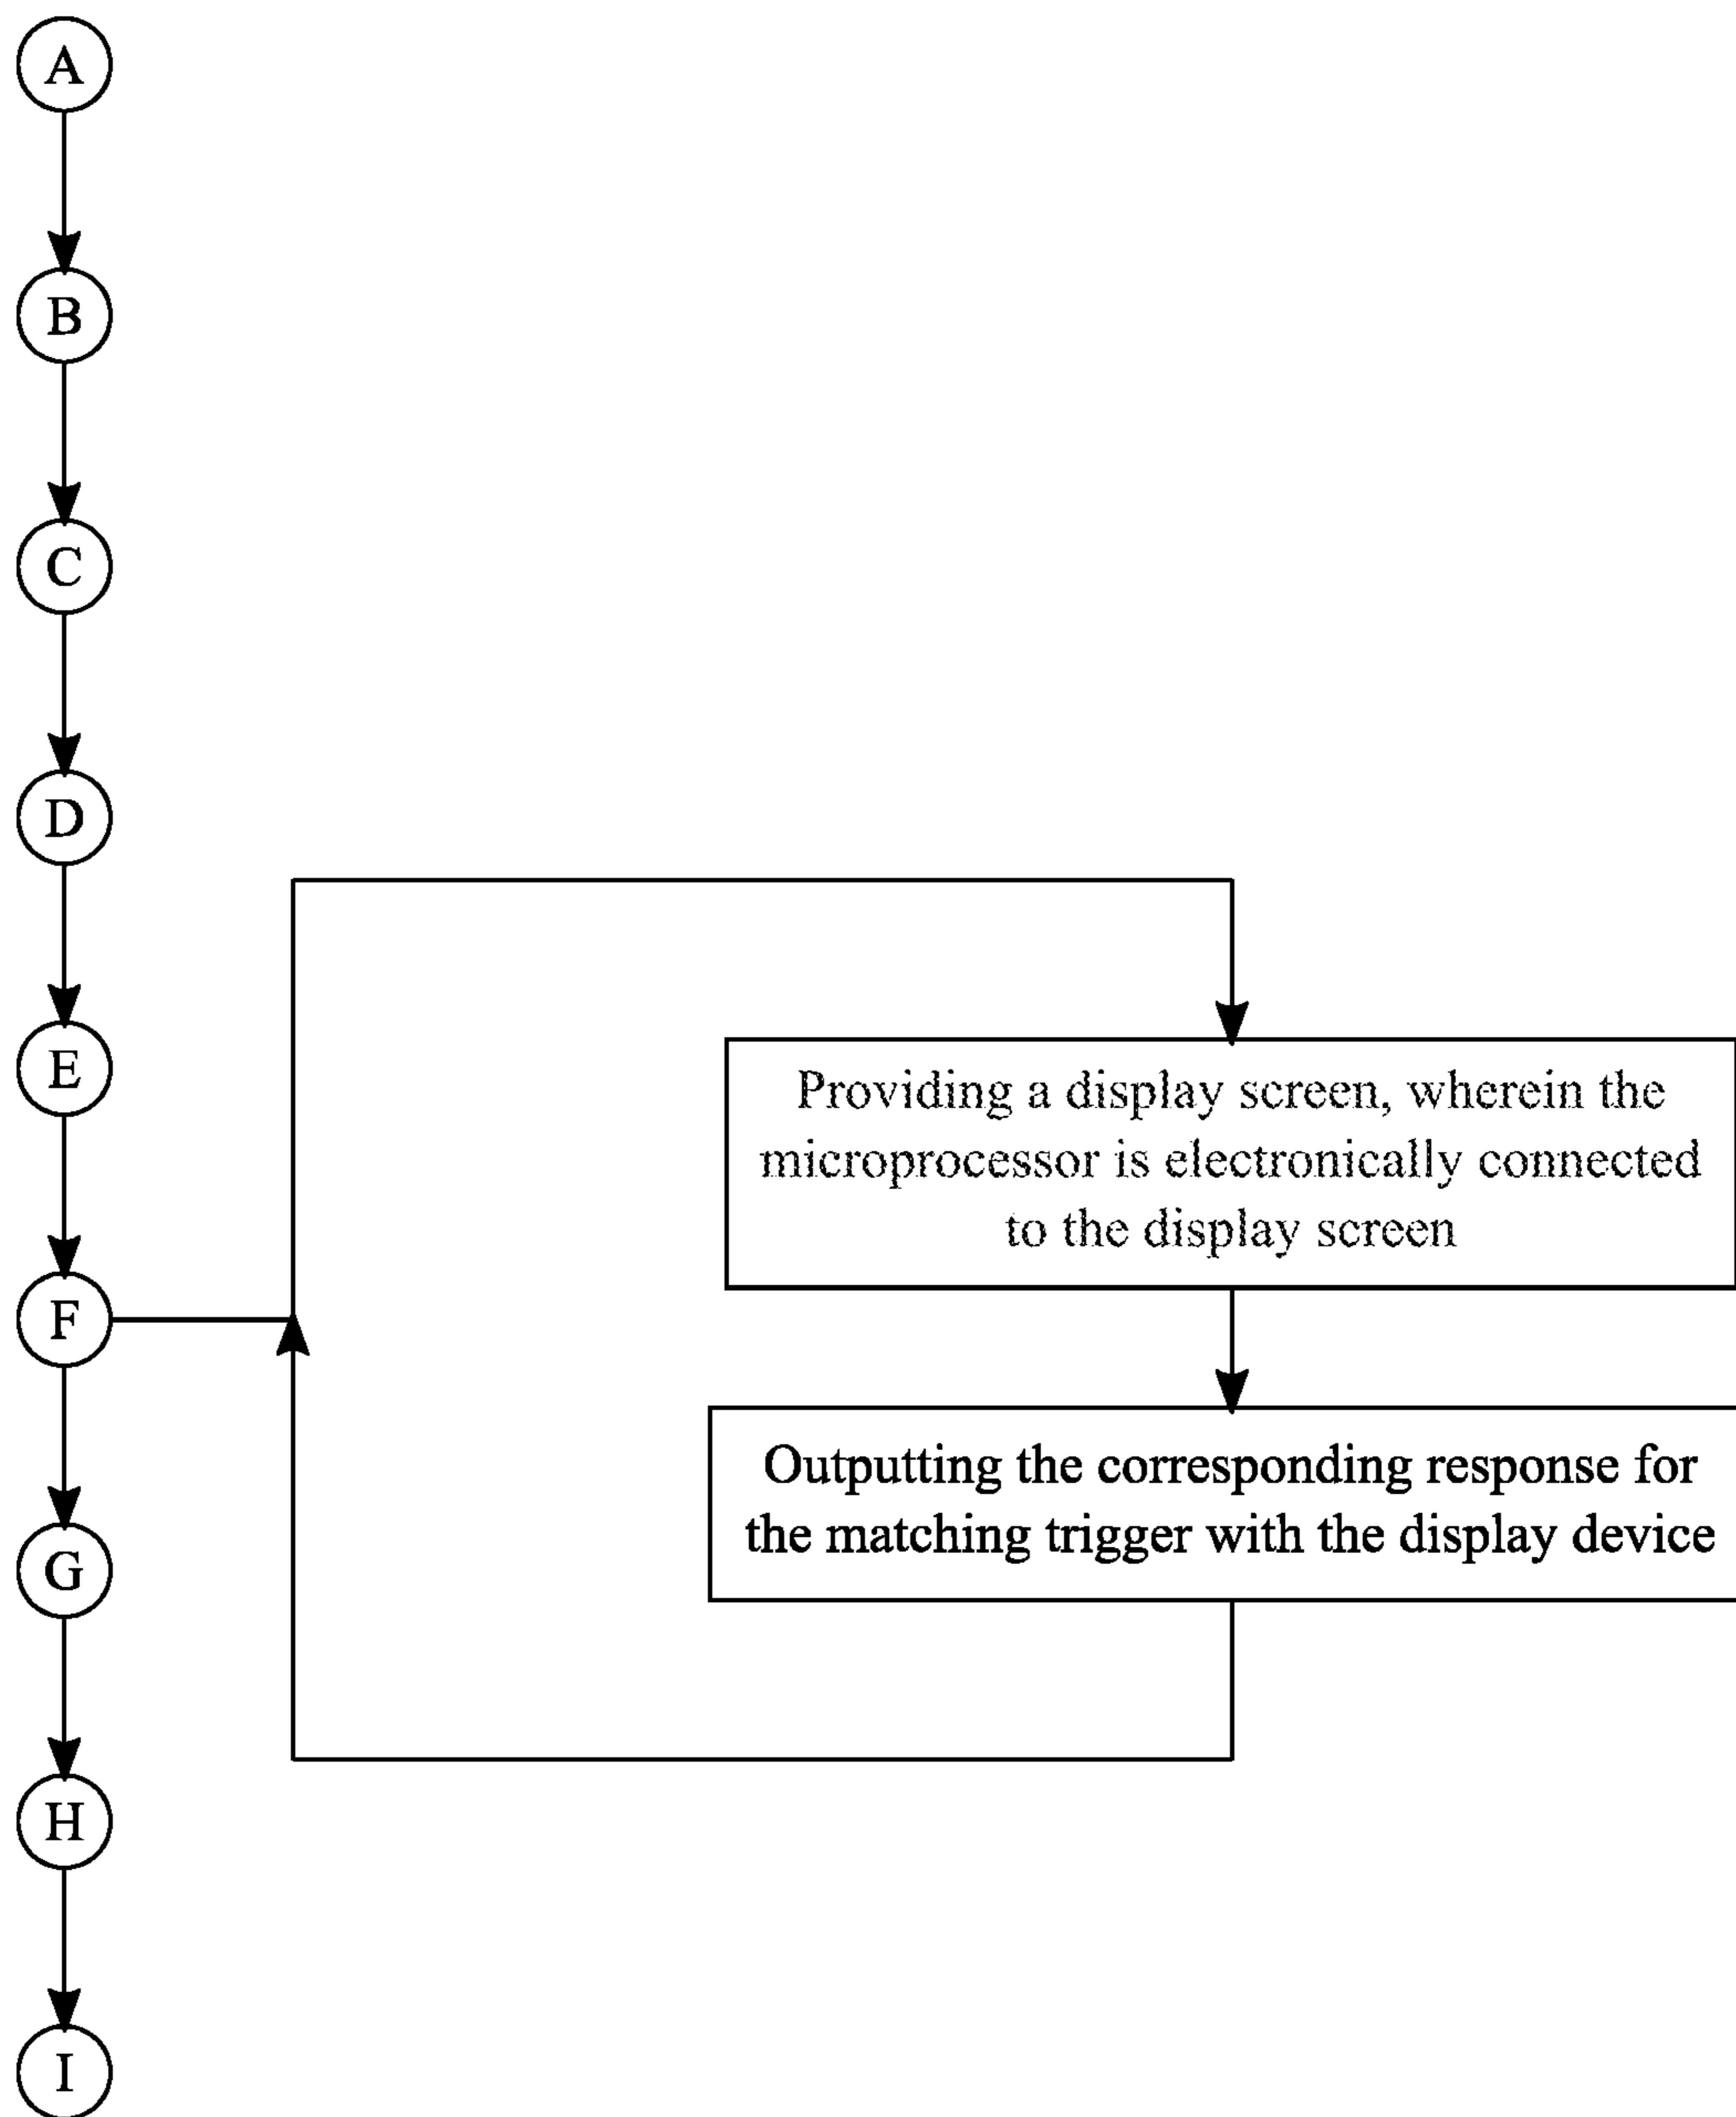 A
B
C
D
E
Providing a display screen, wherein the
microprocessor is electronically connected
to the display screen
F
Outputting the corresponding response for
the matching trigger with the display device
G
H
I